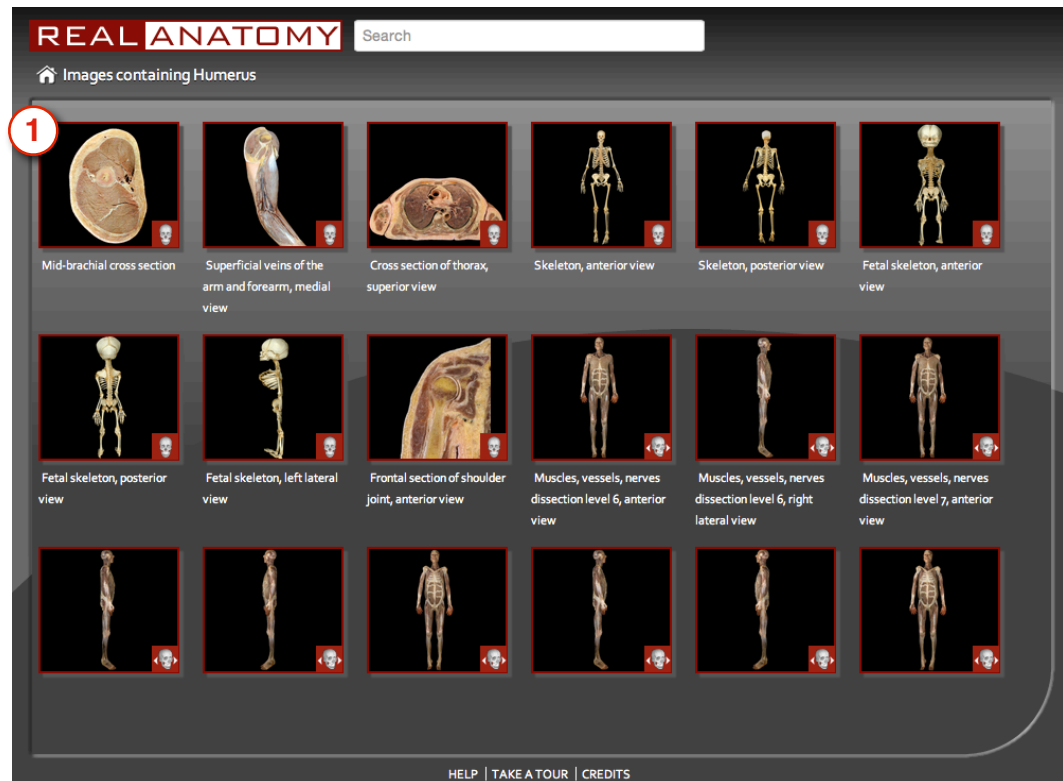 REAL ANATOMY
Search
Images containing Humerus
1
Mid-brachial cross section
Superficial veins of the
arm and forearm, medial
view
Cross section of thorax,
superior view
Skeleton, anterior view
Skeleton, posterior view
Fetal skeleton, anterior
view
Fetal skeleton, posterior
view
Fetal skeleton, left lateral
view
Frontal section of shoulder
joint, anterior view
Muscles, vessels, nerves
dissection level 6, anterior
view
Muscles, vessels, nerves
dissection level 6, right
lateral view
Muscles, vessels, nerves
dissection level 7, anterior
view
HELP | TAKE A TOUR | CREDITS